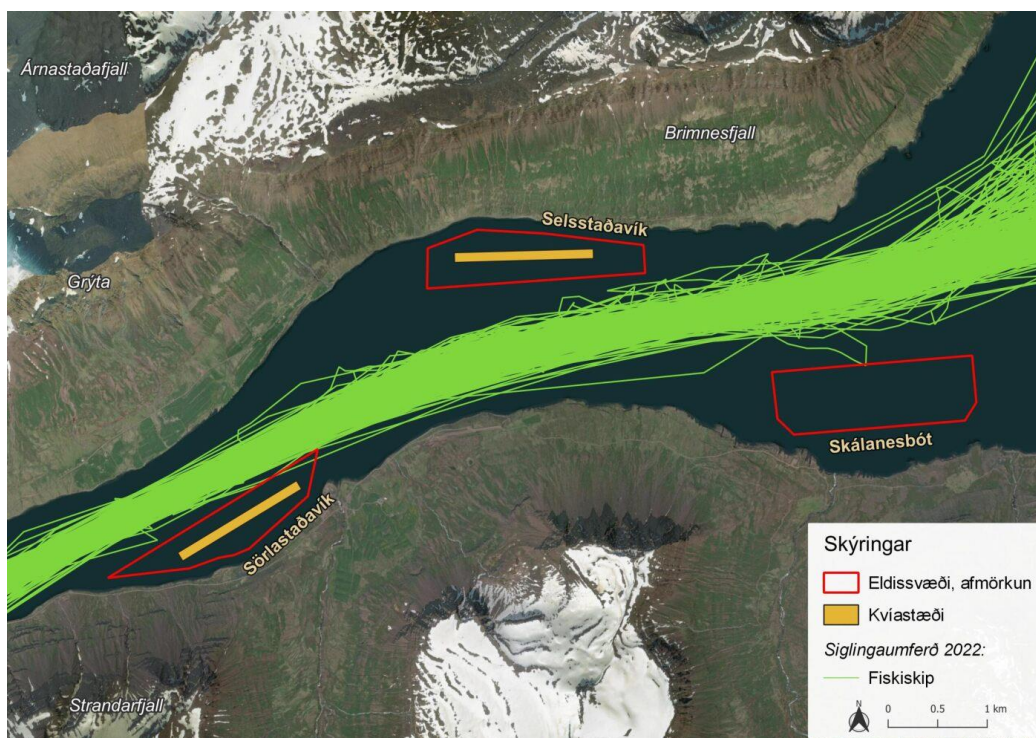 Árnastaðafjall
Brimnesfjall
Selsstaðavík
Grýta
Skálanesbót
Sörlastaðavík
Strandarfjall
Skýringar
Eldissvæði, afmörkun
Kvíastæði
Siglingaumferð 2022:
Fiskiskip
N
0 0.5 1 km